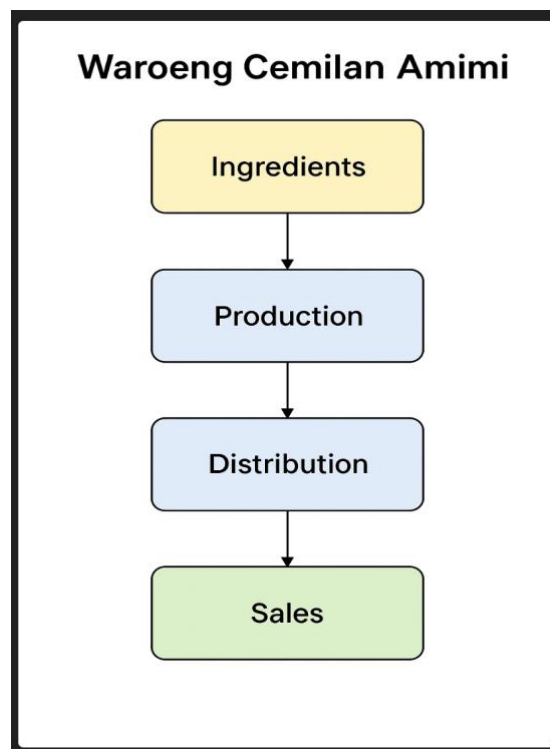 Waroeng Cemilan Amimi
Ingredients
Production
Distribution
Sales